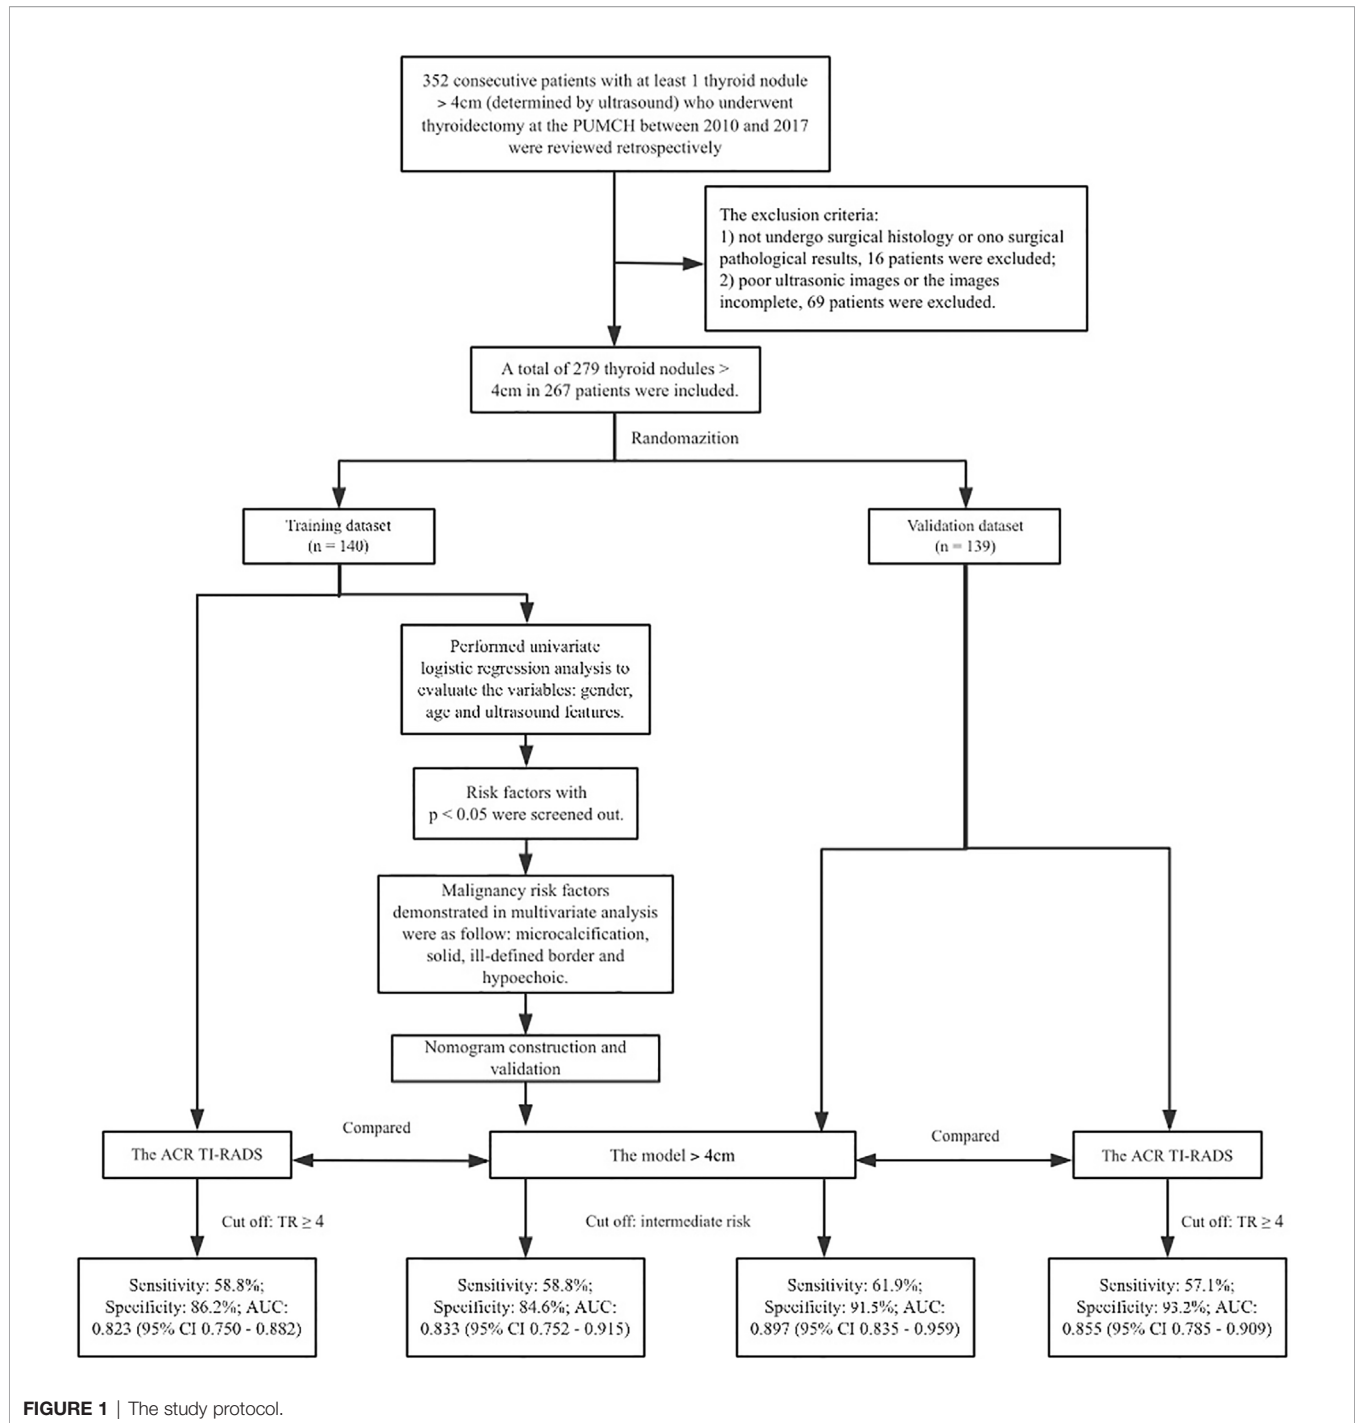 352 consecutive patients with at least 1 thyroid nodule
> 4cm (determined by ultrasound) who underwent
thyroidectomy at the PUMCH between 2010 and 2017
were reviewed retrospectively
The exclusion criteria:
1) not undergo surgical histology or ono surgical
pathological results, 16 patients were excluded;
2) poor ultrasonic images or the images
incomplete, 69 patients were excluded.
A total of 279 thyroid nodules >
4cm in 267 patients were included.
Randomazition
Training dataset
(n = 140)
Validation dataset
(n = 139)
Performed univariate
logistic regression analysis to
evaluate the variables: gender,
age and ultrasound features.
Risk factors with
p < 0.05 were screened out.
Malignancy risk factors
demonstrated in multivariate analysis
were as follow: microcalcification,
solid, ill-defined border and
hypoechoic.
Nomogram construction and
validation
The ACR TI-RADS
Compared
The model > 4cm
Compared
The ACR TI-RADS
Cut off: TR ≥ 4
Cut off: intermediate risk
Cut off: TR ≥ 4
Sensitivity: 58.8%;
Specificity: 86.2%; AUC:
0.823 (95% CI 0.750 - 0.882)
Sensitivity: 58.8%;
Specificity: 84.6%; AUC:
0.833 (95% CI 0.752 - 0.915)
Sensitivity: 61.9%;
Specificity: 91.5%; AUC:
0.897 (95% CI 0.835 - 0.959)
Sensitivity: 57.1%;
Specificity: 93.2%; AUC:
0.855 (95% CI 0.785 - 0.909)
FIGURE 1 | The study protocol.